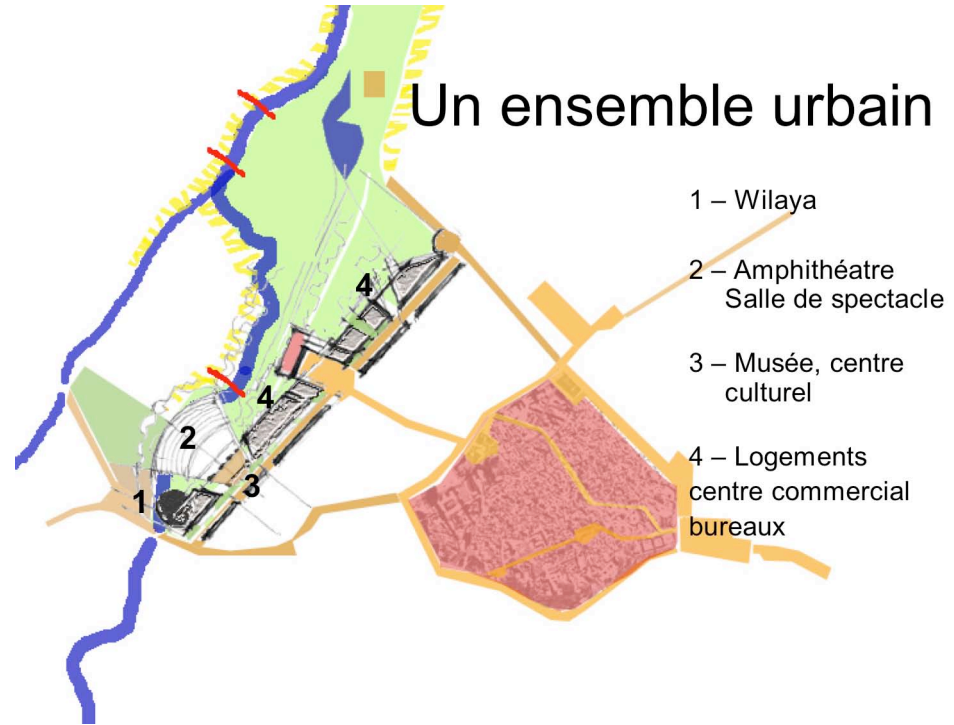 Un ensemble urbain
1 – Wilaya
2 – Amphithéatre
Salle de spectacle
3 – Musée, centre
culturel
4 – Logements
centre commercial
bureaux
4
4
2
3
1